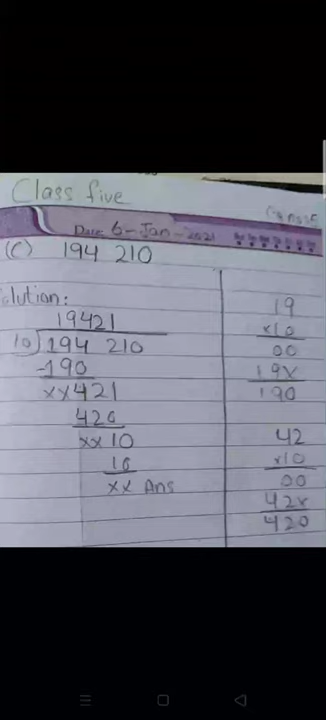 Class five
Date 6-Jan-2021
(c) 194 210
Solution:
19421
10)194 210
-190
xx421
420
xx10
10
xx Ans
19
x10
00
19x
190
42
x10
00
42x
420